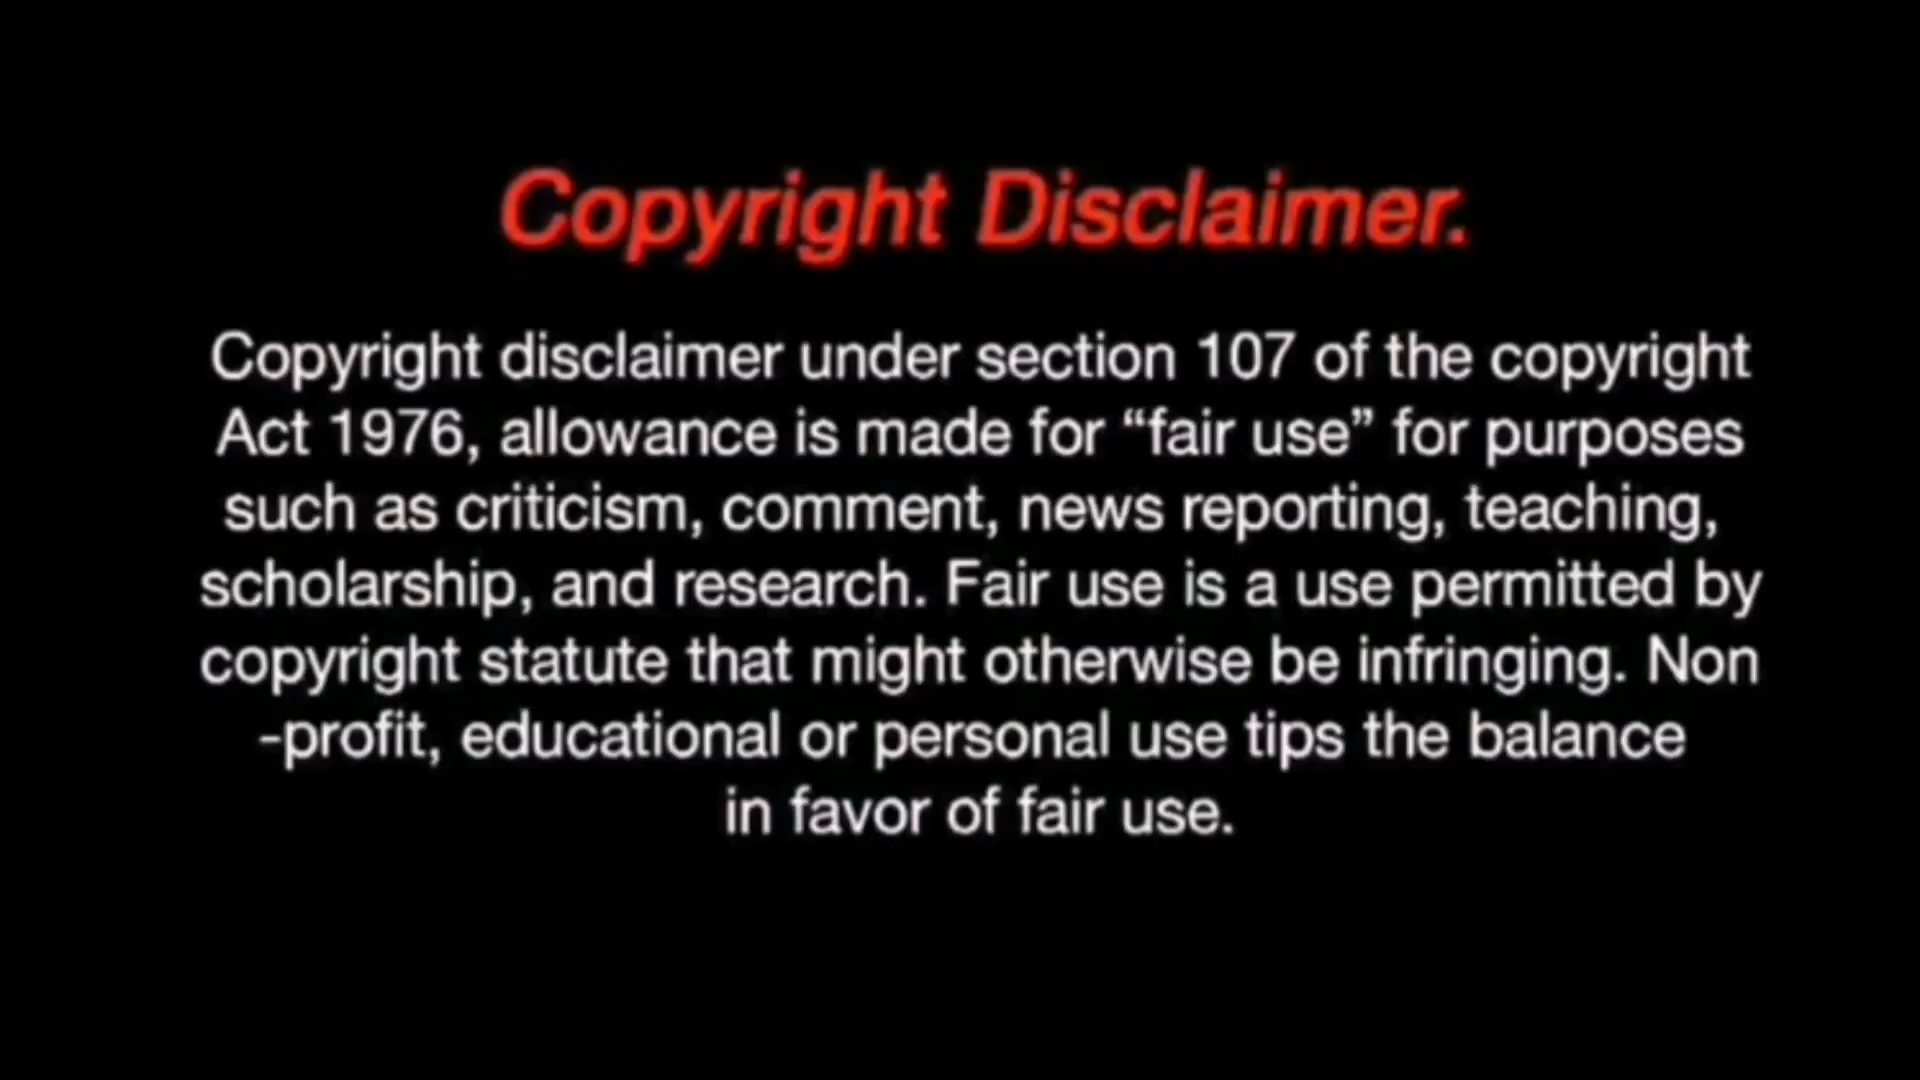 Copyright Disclaimer.
Copyright disclaimer under section 107 of the copyright
Act 1976, allowance is made for “fair use” for purposes
such as criticism, comment, news reporting, teaching,
scholarship, and research. Fair use is a use permitted by
copyright statute that might otherwise be infringing. Non
-profit, educational or personal use tips the balance
in favor of fair use.